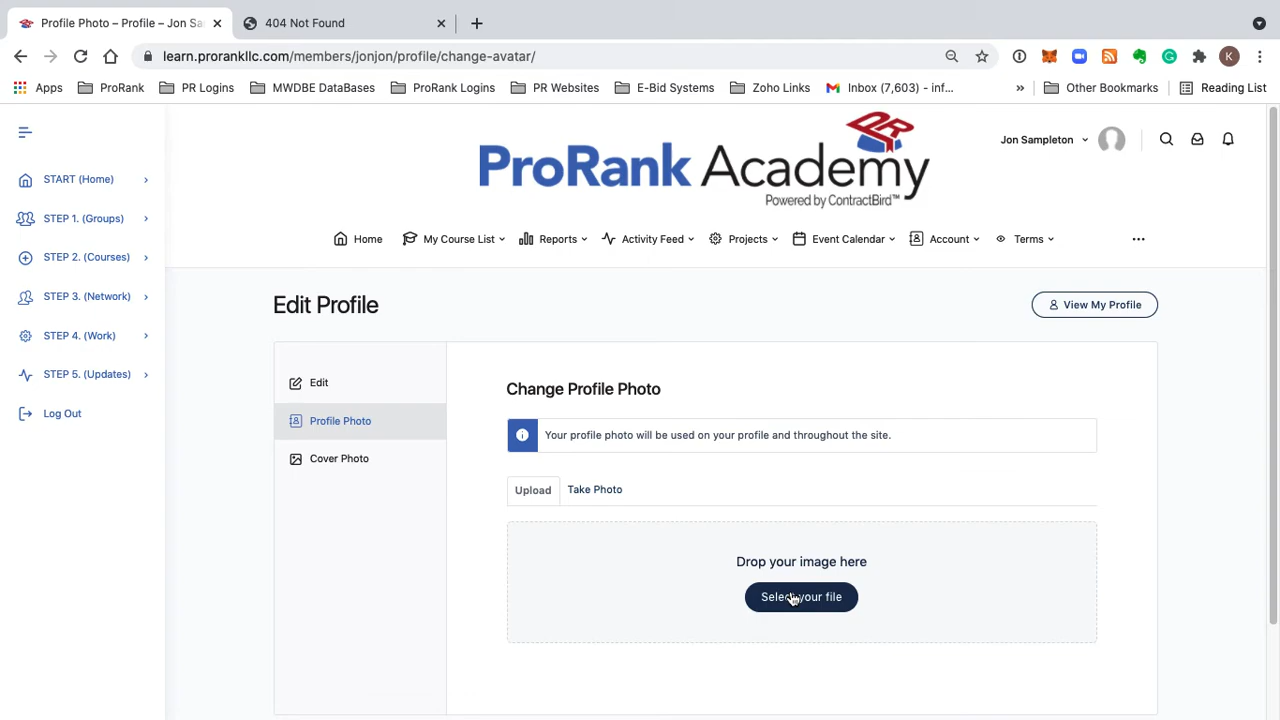 Profile Photo – Profile – Jon Sa
404 Not Found
learn.prorankllc.com/members/jonjon/profile/change-avatar/
K
Apps
ProRank
PR Logins
MWDBE DataBases
ProRank Logins
PR Websites
E-Bid Systems
Zoho Links
Inbox (7,603) - inf...
»
Other Bookmarks
Reading List
START (Home)
STEP 1. (Groups)
STEP 2. (Courses)
STEP 3. (Network)
STEP 4. (Work)
STEP 5. (Updates)
Log Out
PR
ProRank Academy
Powered by ContractBird™
Jon Sampleton
Home
My Course List
Reports
Activity Feed
Projects
Event Calendar
Account
Terms
Edit Profile
View My Profile
Edit
Profile Photo
Cover Photo
Change Profile Photo
Your profile photo will be used on your profile and throughout the site.
Upload
Take Photo
Drop your image here
Select your file